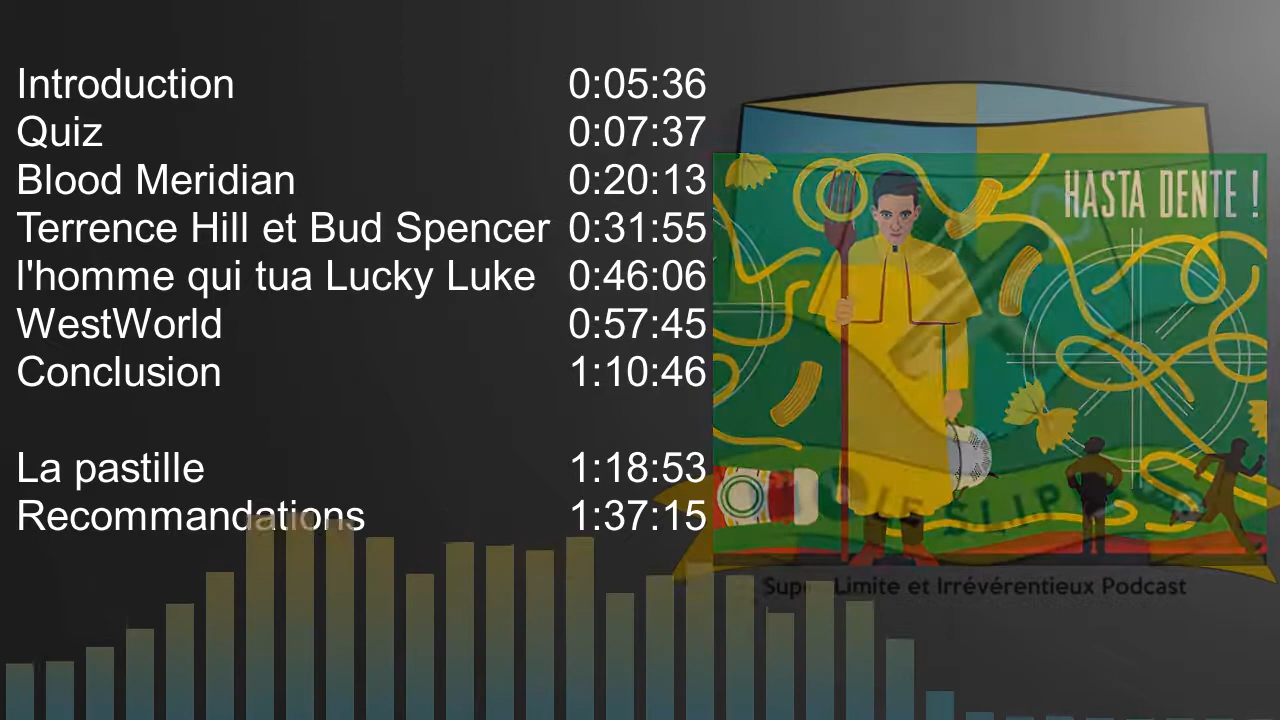 Introduction 0:05:36
Quiz 0:07:37
Blood Meridian 0:20:13
Terrence Hill et Bud Spencer 0:31:55
l'homme qui tua Lucky Luke 0:46:06
WestWorld 0:57:45
Conclusion 1:10:46
La pastille 1:18:53
Recommandations 1:37:15
HASTA DENTE !
SLIP
Limite et Irrévérentieux Podcast